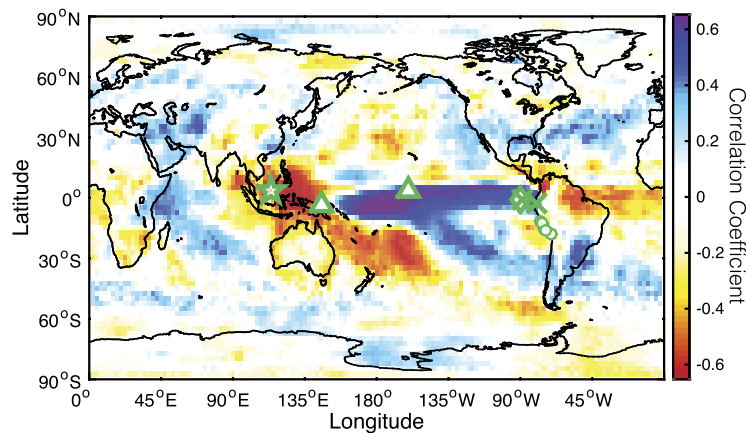 90°N
60°N
30°N
0°
30°S
60°S
90°S
Latitude
0°
45°E
90°E
135°E
180°
135°W
90°W
45°W
Longitude
0.6
0.4
0.2
0
-0.2
-0.4
-0.6
Correlation Coefficient